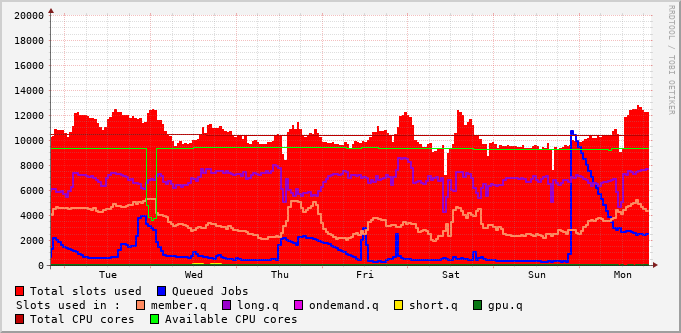 20000
18000
16000
14000
12000
10000
8000
6000
4000
2000
0
Tue Wed Thu Fri Sat Sun Mon
RRDTOOL / TOBI OETIKER
Total slots used Queued Jobs
Slots used in : member.q long.q ondemand.q short.q gpu.q
Total CPU cores Available CPU cores